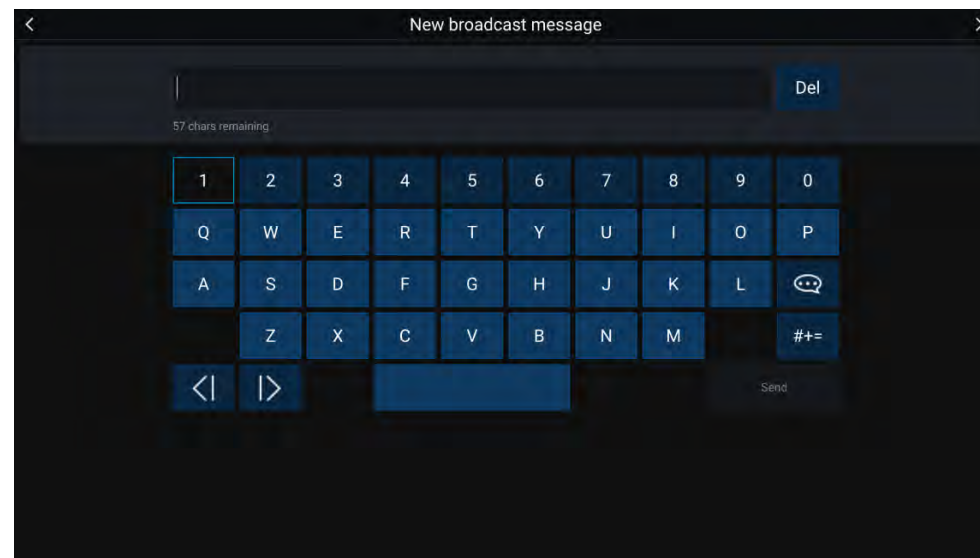 New broadcast message
Del
57 chars remaining
1 2 3 4 5 6 7 8 9 0
Q W E R T Y U I O P
A S D F G H J K L
Z X C V B N M #+=
Send